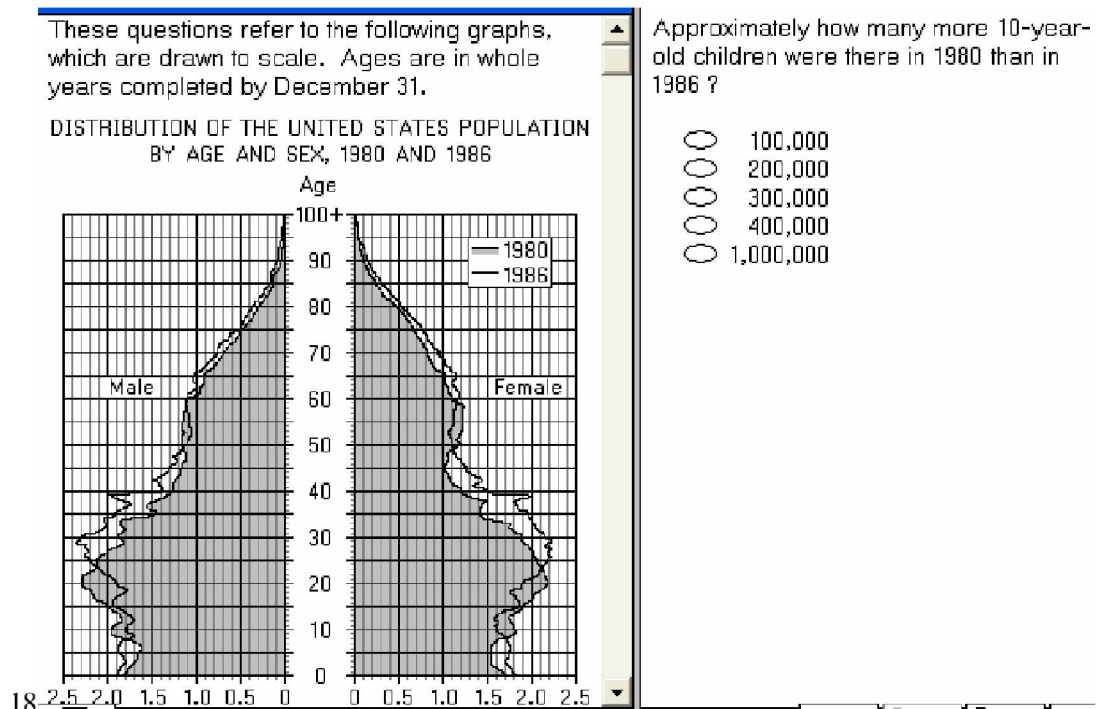 These questions refer to the following graphs,
which are drawn to scale. Ages are in whole
years completed by December 31.
DISTRIBUTION OF THE UNITED STATES POPULATION
BY AGE AND SEX, 1980 AND 1986
Age
100+
90
80
70
60
50
40
30
20
10
0
1980
1986
Male
Female
2.5 2.0 1.5 1.0 0.5 0
0 0.5 1.0 1.5 2.0 2.5
18
Approximately how many more 10-year-
old children were there in 1980 than in
1986 ?
100,000
200,000
300,000
400,000
1,000,000